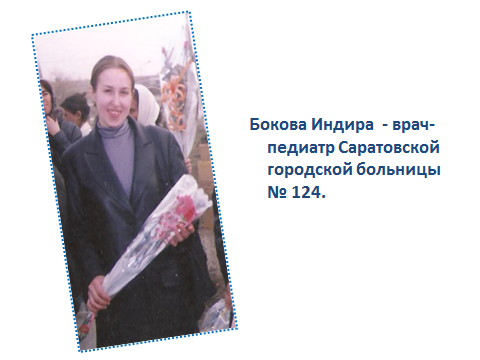 Бокова Индира - врач-
педиатр Саратовской
городской больницы
№ 124.